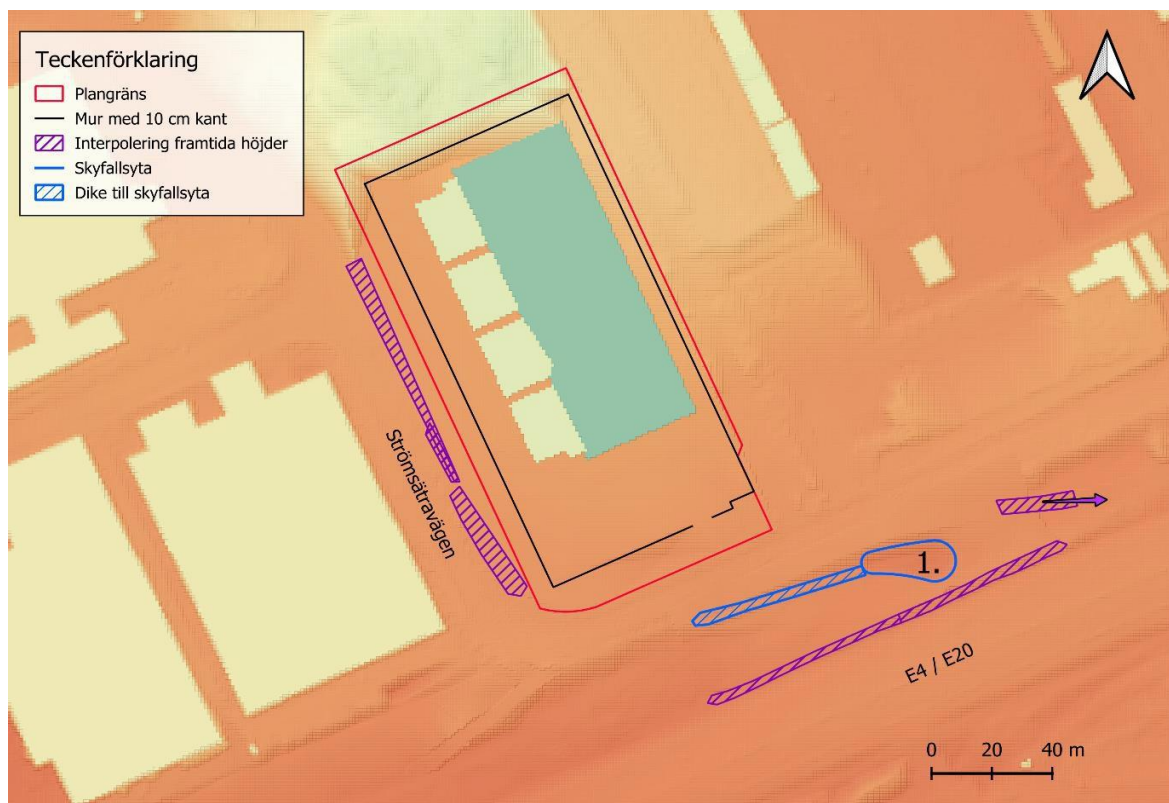 Teckenförklaring
Plangräns
Mur med 10 cm kant
Interpolering framtida höjder
Skyfallsyta
Dike till skyfallsyta
Strömsätravägen
1.
E4 / E20
0 20 40 m